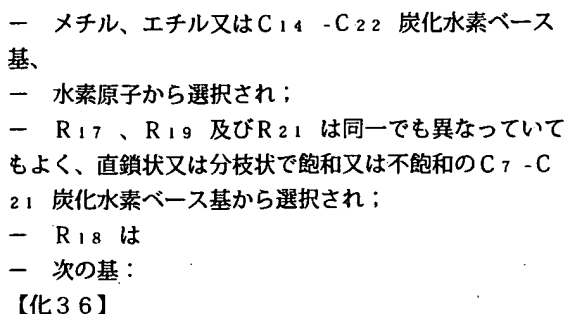 －　メチル、エチル又はC14 -C22 炭化水素ベース
基、
－　水素原子から選択され；
－　R17 、R19 及びR21 は同一でも異なっていて
もよく、直鎖状又は分枝状で飽和又は不飽和のC7 -C
21 炭化水素ベース基から選択され；
－　R18 は
－　次の基：
【化３６】